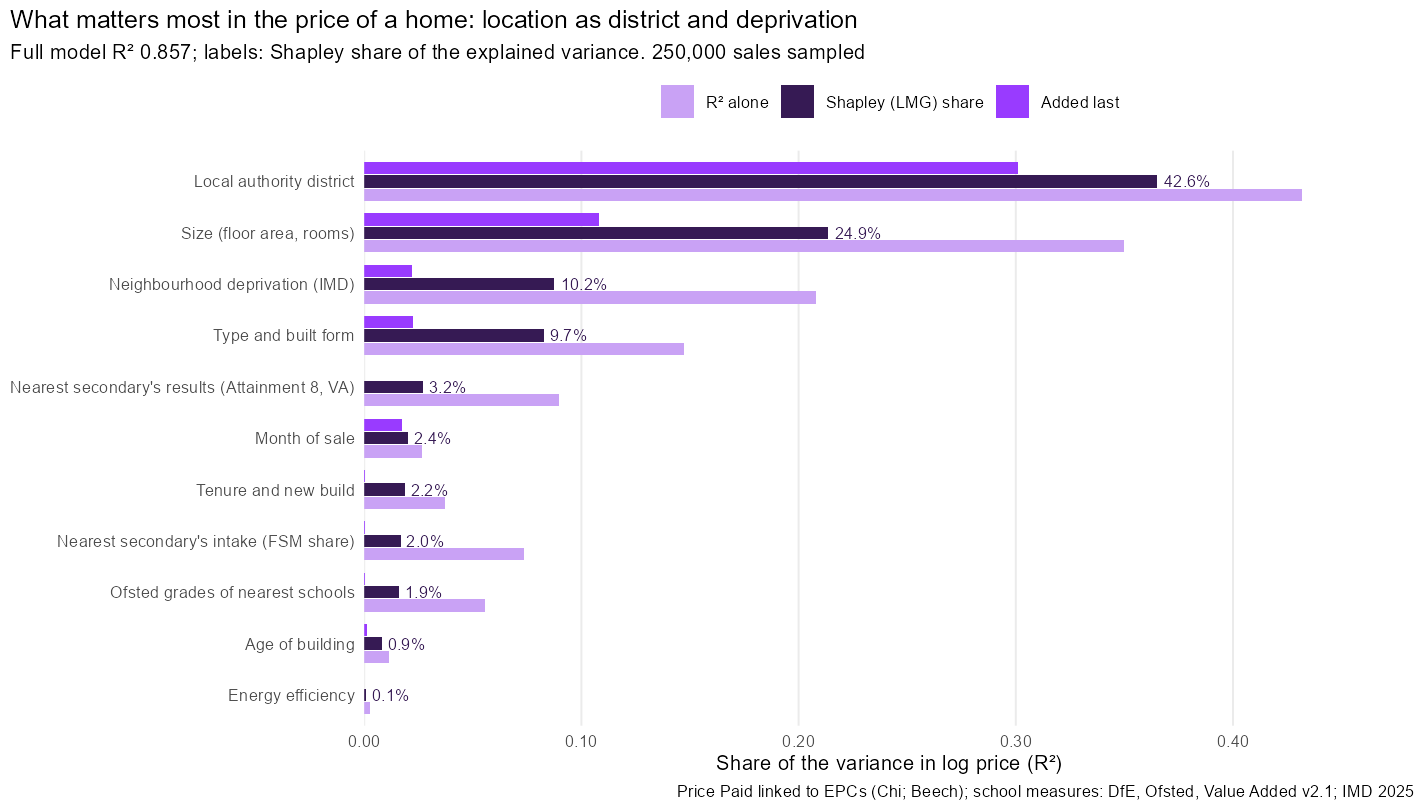 What matters most in the price of a home: location as district and deprivation
Full model R² 0.857; labels: Shapley share of the explained variance. 250,000 sales sampled
R² alone
Shapley (LMG) share
Added last
Local authority district
42.6%
Size (floor area, rooms)
24.9%
Neighbourhood deprivation (IMD)
10.2%
Type and built form
9.7%
Nearest secondary's results (Attainment 8, VA)
3.2%
Month of sale
2.4%
Tenure and new build
2.2%
Nearest secondary's intake (FSM share)
2.0%
Ofsted grades of nearest schools
1.9%
Age of building
0.9%
Energy efficiency
0.1%
0.00
0.10
0.20
0.30
0.40
Share of the variance in log price (R²)
Price Paid linked to EPCs (Chi; Beech); school measures: DfE, Ofsted, Value Added v2.1; IMD 2025